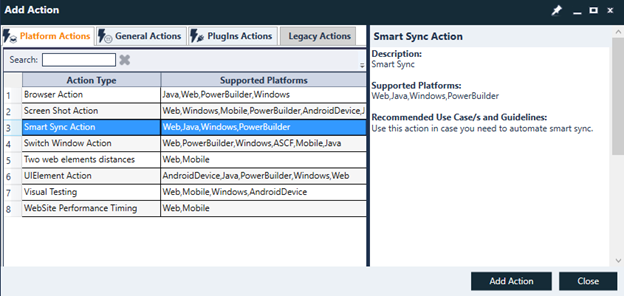 Add Action
Platform Actions General Actions PlugIns Actions Legacy Actions
Search:
Action Type Supported Platforms
1 Browser Action Java,Web,PowerBuilder,Windows
2 Screen Shot Action Web,Windows,Mobile,PowerBuilder,AndroidDevice,J
3 Smart Sync Action Web,Java,Windows,PowerBuilder
4 Switch Window Action Web,PowerBuilder,Windows,ASCF,Mobile,Java
5 Two web elements distances Web,Mobile
6 UIElement Action AndroidDevice,Java,PowerBuilder,Windows,Web
7 Visual Testing Web,Mobile,Windows,AndroidDevice
8 WebSite Performance Timing Web,Mobile
Smart Sync Action
Description:
Smart Sync
Supported Platforms:
Web,Java,Windows,PowerBuilder
Recommended Use Case/s and Guidelines:
Use this action in case you need to automate smart sync.
Add Action Close